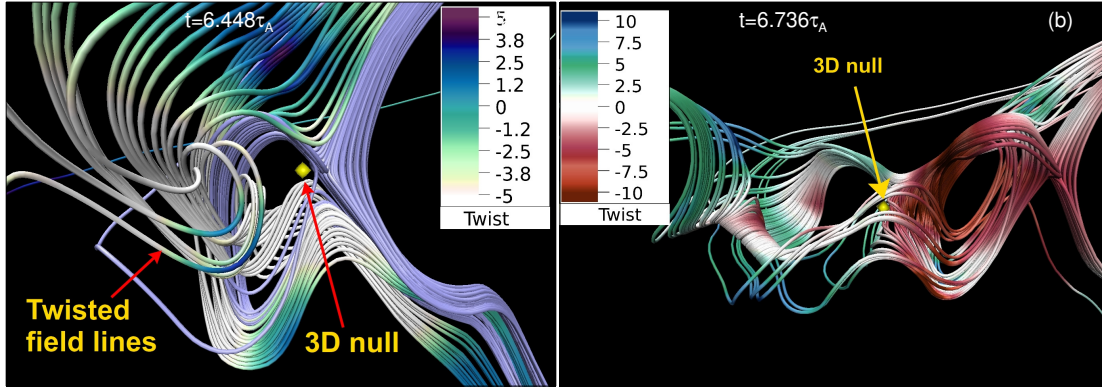 t=6.448τA
5
3.8
2.5
1.2
0
-1.2
-2.5
-3.8
-5
Twist
Twisted
field lines
3D null
t=6.736τA
(b)
10
7.5
5
2.5
0
-2.5
-5
-7.5
-10
Twist
3D null